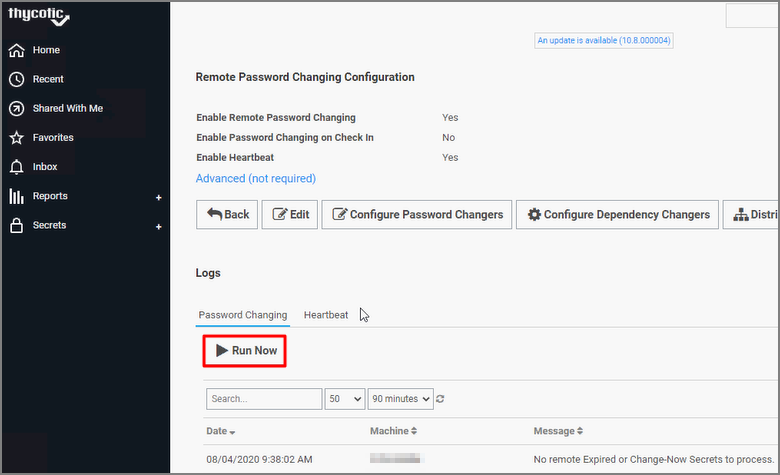 thycotic
An update is available (10.8.000004)
Home
Recent
Shared With Me
Favorites
Inbox
Reports +
Secrets +
Remote Password Changing Configuration
Enable Remote Password Changing Yes
Enable Password Changing on Check In No
Enable Heartbeat Yes
Advanced (not required)
Back Edit Configure Password Changers Configure Dependency Changers Distri
Logs
Password Changing Heartbeat
Run Now
Search... 50 90 minutes
Date Machine Message
08/04/2020 9:38:02 AM No remote Expired or Change-Now Secrets to process.